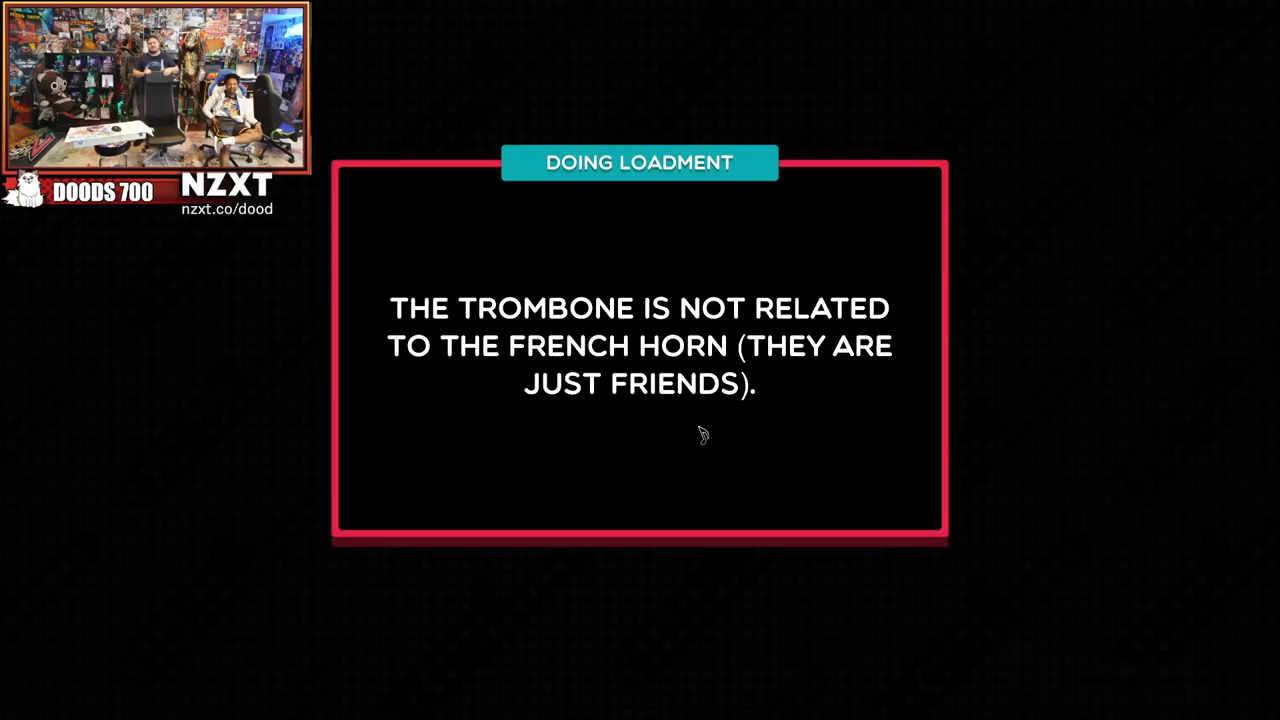 DOODS 700
NZXT
nzxt.co/dood
DOING LOADMENT
THE TROMBONE IS NOT RELATED
TO THE FRENCH HORN (THEY ARE
JUST FRIENDS).